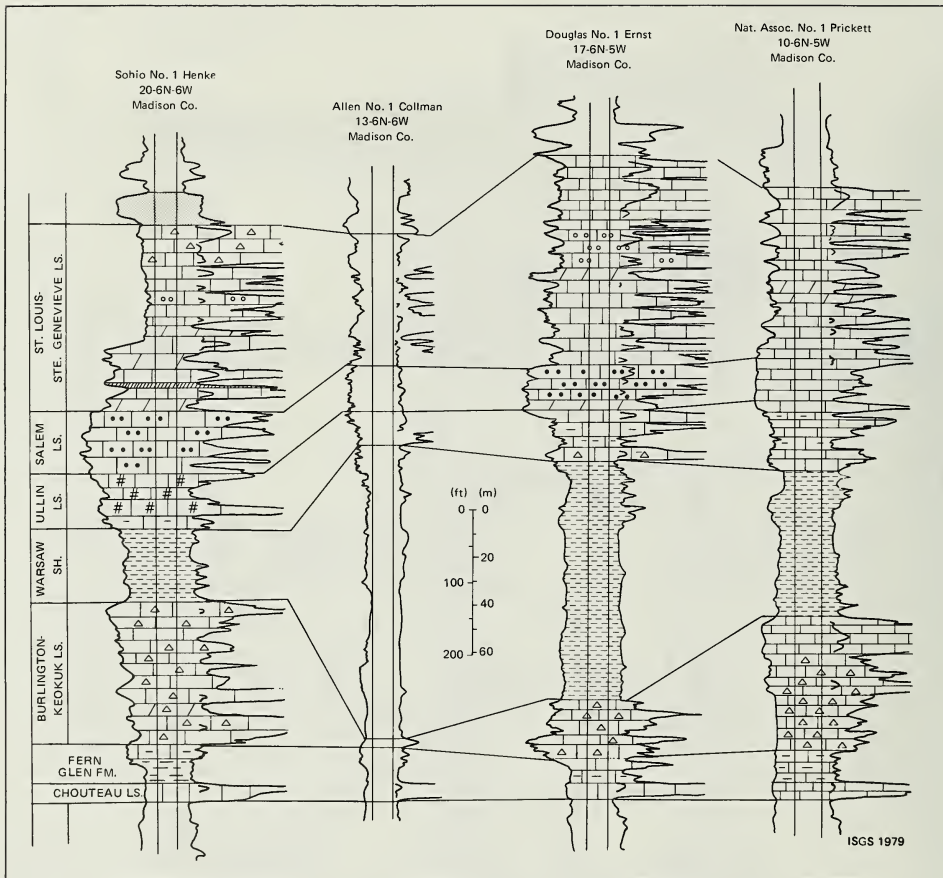 Sohio No. 1 Henke
20-6N-6W
Madison Co.
Allen No. 1 Collman
13-6N-6W
Madison Co.
Douglas No. 1 Ernst
17-6N-5W
Madison Co.
Nat. Assoc. No. 1 Prickett
10-6N-5W
Madison Co.
ST. LOUIS-
STE. GENEVIEVE LS.
SALEM
LS.
ULLIN
LS.
WARSAW
SH.
BURLINGTON-
KEOKUK LS.
FERN
GLEN FM.
CHOUTEAU LS.
(ft) (m)
0 0
20
100
40
200 60
ISGS 1979